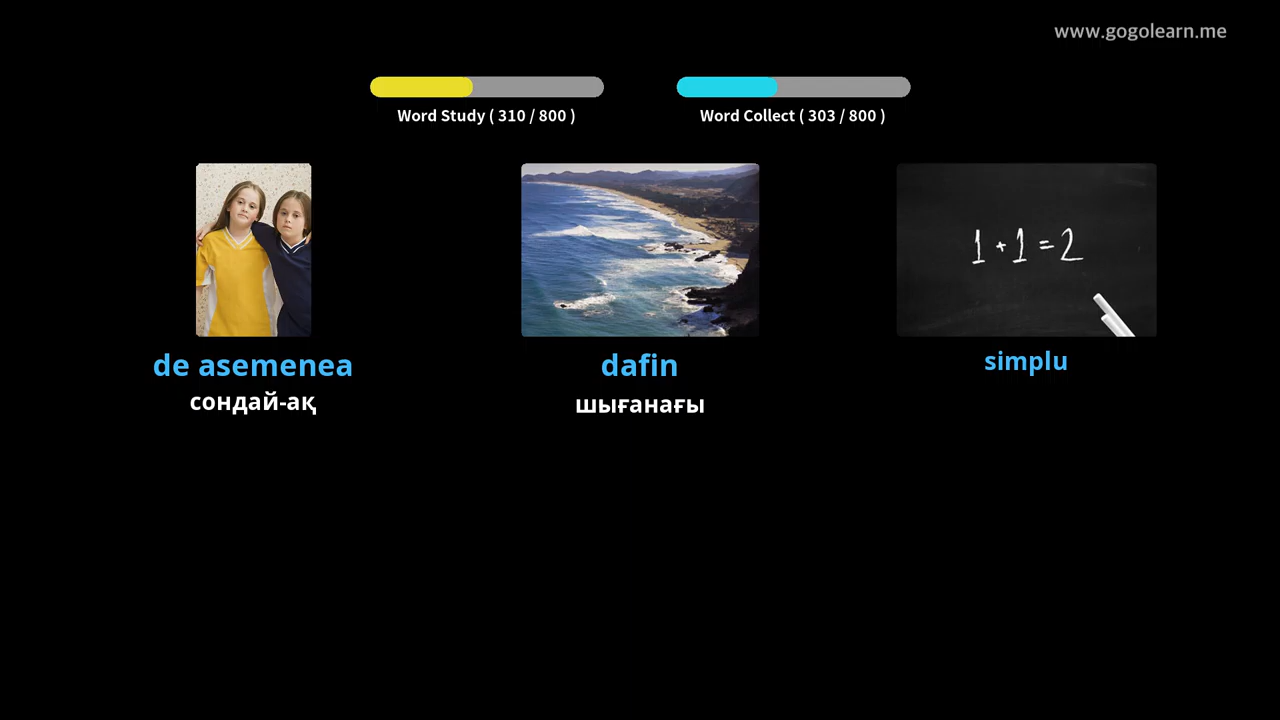 www.gogolearn.me
Word Study ( 310 / 800 )
Word Collect ( 303 / 800 )
1 + 1 = 2
de asemenea
dafin
simplu
сондай-ақ
шығанағы